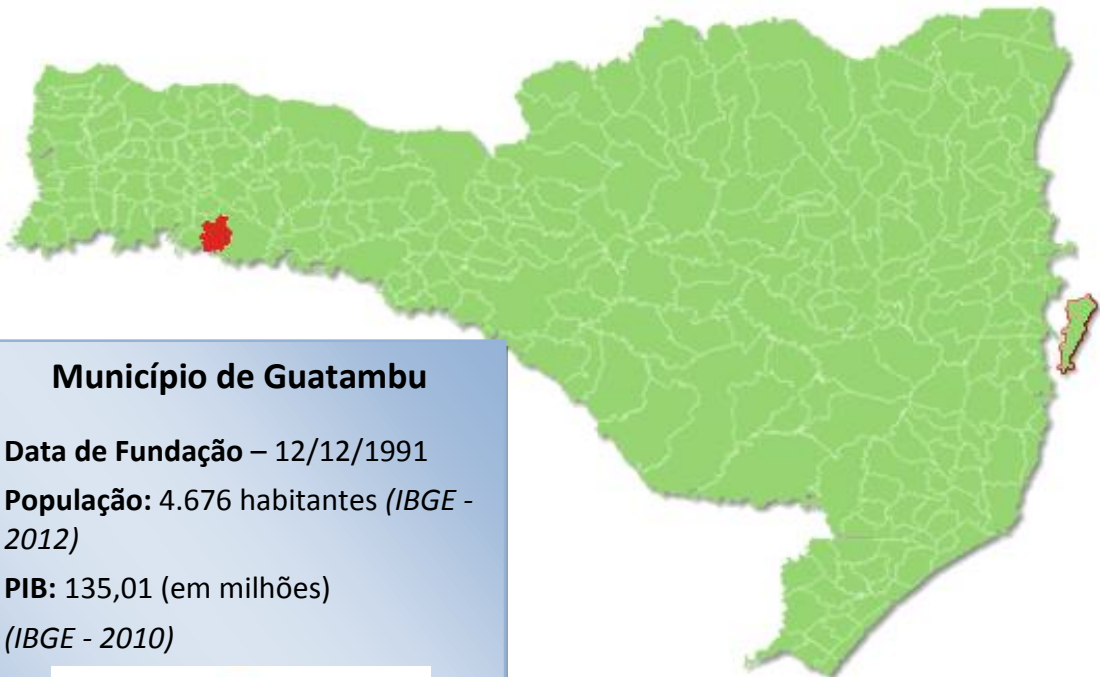 Município de Guatambu
Data de Fundação – 12/12/1991
População: 4.676 habitantes (IBGE -
2012)
PIB: 135,01 (em milhões)
(IBGE - 2010)